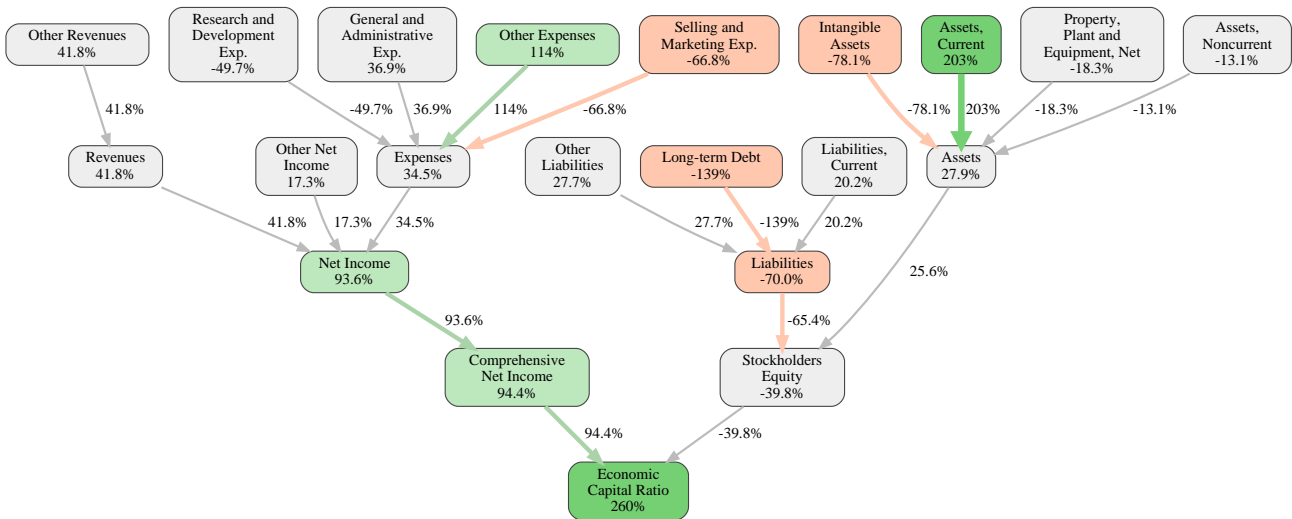 Other Revenues
41.8%
Research and
Development
Exp.
-49.7%
General and
Administrative
Exp.
36.9%
Other Expenses
114%
Selling and
Marketing Exp.
-66.8%
Intangible
Assets
-78.1%
Assets,
Current
203%
Property,
Plant and
Equipment, Net
-18.3%
Assets,
Noncurrent
-13.1%
41.8%
-49.7%
36.9%
114%
-66.8%
-78.1%
203%
-18.3%
-13.1%
Revenues
41.8%
Other Net
Income
17.3%
Expenses
34.5%
Other
Liabilities
27.7%
Long-term Debt
-139%
Liabilities,
Current
20.2%
Assets
27.9%
41.8%
17.3%
34.5%
27.7%
-139%
20.2%
25.6%
Net Income
93.6%
Liabilities
-70.0%
93.6%
-65.4%
Comprehensive
Net Income
94.4%
Stockholders
Equity
-39.8%
94.4%
-39.8%
Economic
Capital Ratio
260%